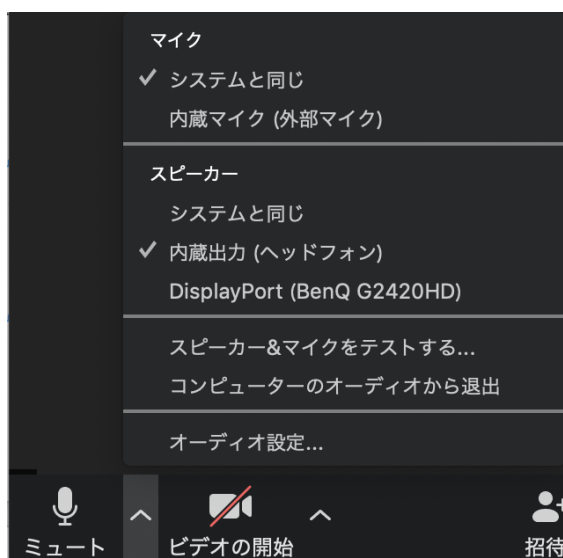 マイク
システムと同じ
内蔵マイク (外部マイク)
スピーカー
システムと同じ
内蔵出力 (ヘッドフォン)
DisplayPort (BenQ G2420HD)
スピーカー&マイクをテストする...
コンピューターのオーディオから退出
オーディオ設定...
ミュート
ビデオの開始
招待